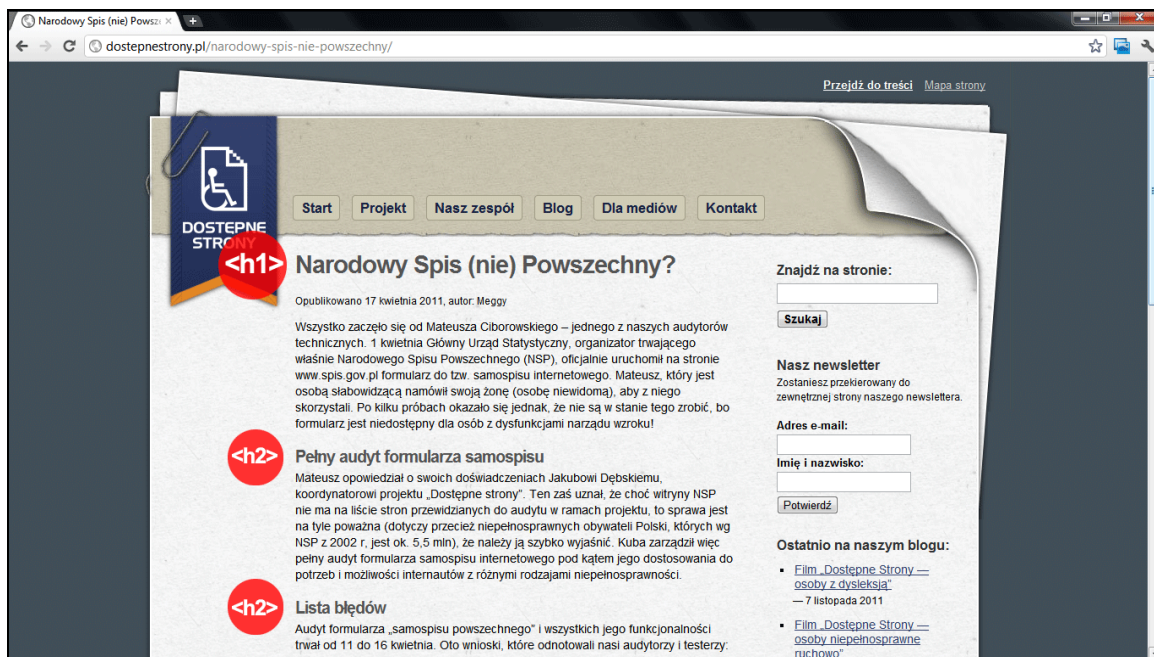 Narodowy Spis (nie) Powsz
dostepnestrony.pl/narodowy-spis-nie-powszechny/
Przejdź do treści Mapa strony
DOSTĘPNE
STRONY
Start Projekt Nasz zespół Blog Dla mediów Kontakt
<h1>
Narodowy Spis (nie) Powszechny?
Opublikowano 17 kwietnia 2011, autor: Meggy
Wszystko zaczęło się od Mateusza Ciborowskiego – jednego z naszych audytorów
technicznych. 1 kwietnia Główny Urząd Statystyczny, organizator trwającego
właśnie Narodowego Spisu Powszechnego (NSP), oficjalnie uruchomił na stronie
www.spis.gov.pl formularz do tzw. samospisu internetowego. Mateusz, który jest
osobą słabowidzącą namówił swoją żonę (osobę niewidomą), aby z niego
skorzystali. Po kilku próbach okazało się jednak, że nie są w stanie tego zrobić, bo
formularz jest niedostępny dla osób z dysfunkcjami narządu wzroku!
<h2>
Pełny audyt formularza samospisu
Mateusz opowiedział o swoich doświadczeniach Jakubowi Dębskiemu,
koordynatorowi projektu „Dostępne strony”. Ten zaś uznał, że choć witryny NSP
nie ma na liście stron przewidzianych do audytu w ramach projektu, to sprawa jest
na tyle poważna (dotyczy przecież niepełnosprawnych obywateli Polski, których wg
NSP z 2002 r, jest ok. 5,5 mln), że należy ją szybko wyjaśnić. Kuba zarządził więc
pełny audyt formularza samospisu internetowego pod kątem jego dostosowania do
potrzeb i możliwości internautów z różnymi rodzajami niepełnosprawności.
<h2>
Lista błędów
Audyt formularza „samospisu powszechnego” i wszystkich jego funkcjonalności
trwał od 11 do 16 kwietnia. Oto wnioski, które odnotowali nasi audytorzy i testerzy:
Znajdź na stronie:
Szukaj
Nasz newsletter
Zostaniesz przekierowany do
zewnętrznej strony naszego newslettera.
Adres e-mail:
Imię i nazwisko:
Potwierdź
Ostatnio na naszym blogu:
Film „Dostępne Strony —
osoby z dysleksją”
— 7 listopada 2011
Film „Dostępne Strony —
osoby niepełnosprawne
ruchowo”